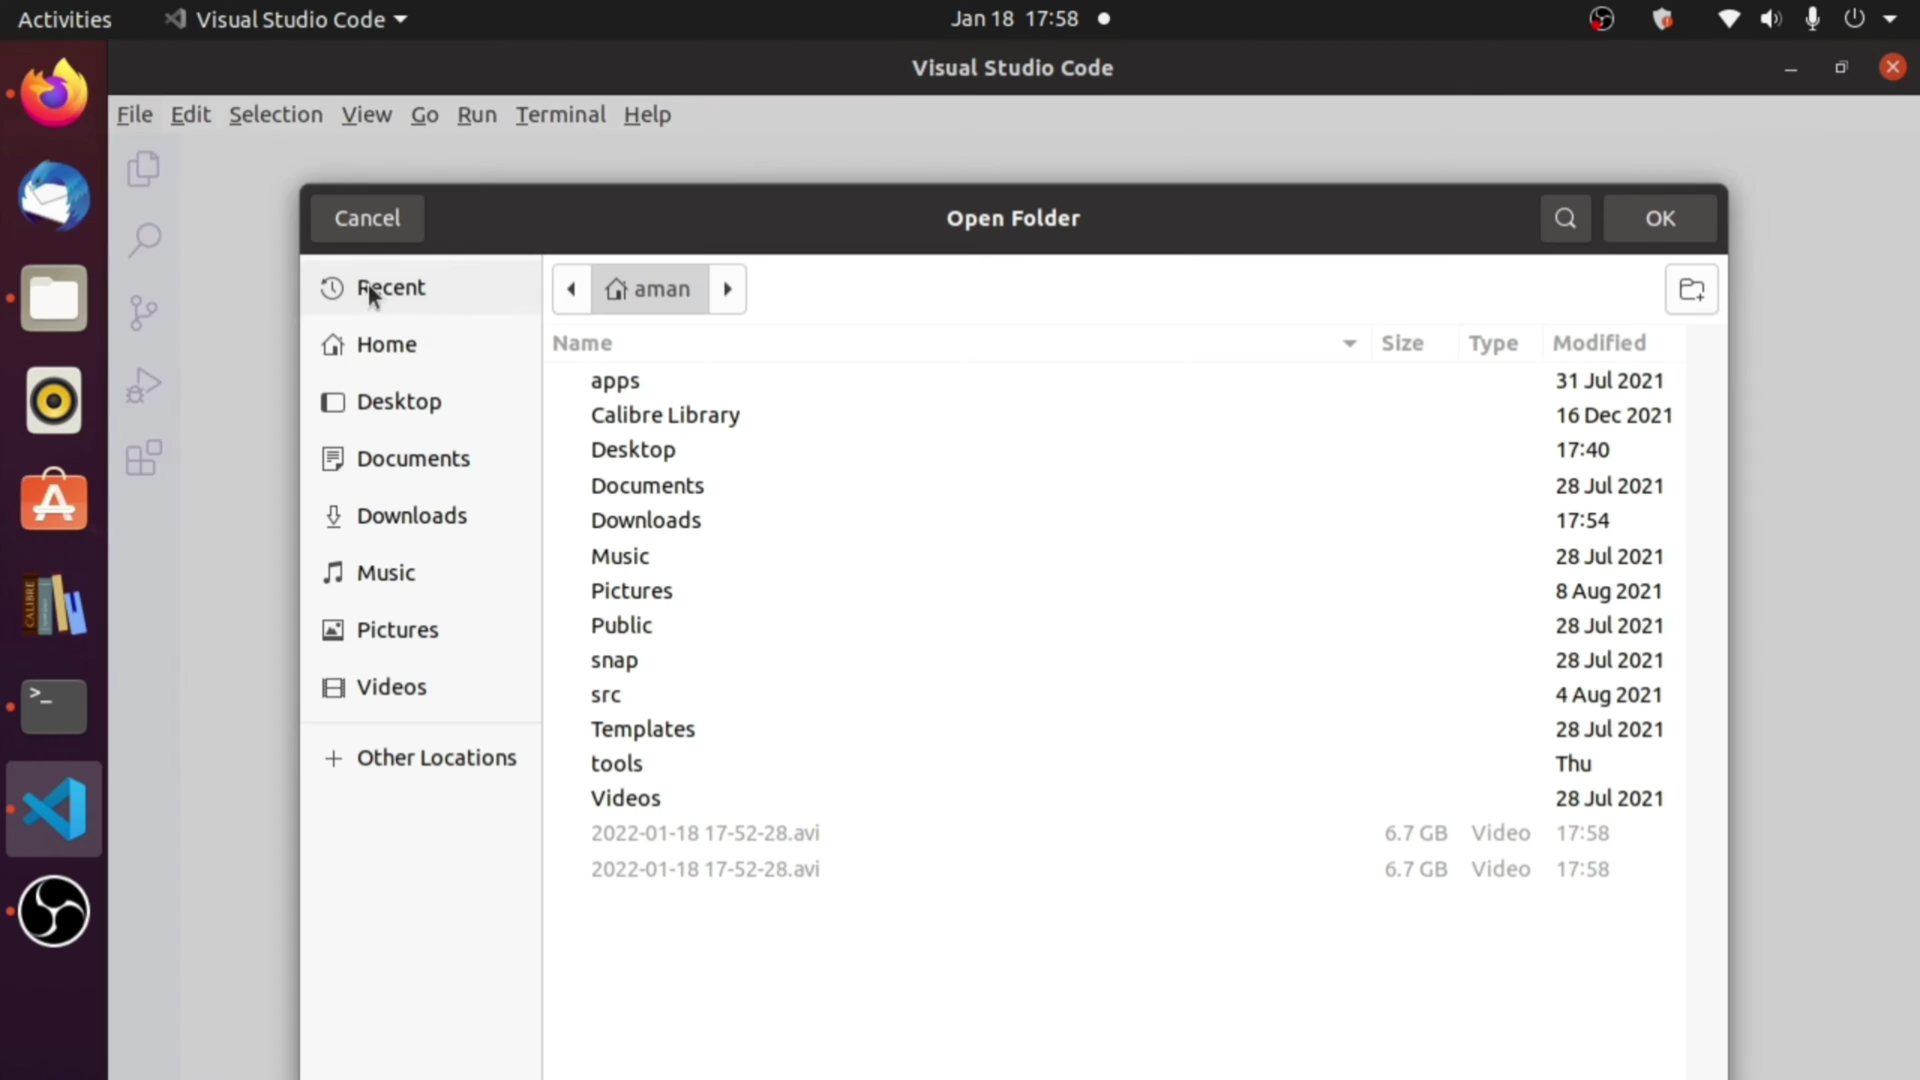 Activities Visual Studio Code Jan 18 17:58
Visual Studio Code
File Edit Selection View Go Run Terminal Help
Cancel Open Folder OK
Recent
Home
Desktop
Documents
Downloads
Music
Pictures
Videos
Other Locations
aman
Name Size Type Modified
apps 31 Jul 2021
Calibre Library 16 Dec 2021
Desktop 17:40
Documents 28 Jul 2021
Downloads 17:54
Music 28 Jul 2021
Pictures 8 Aug 2021
Public 28 Jul 2021
snap 28 Jul 2021
src 4 Aug 2021
Templates 28 Jul 2021
tools Thu
Videos 28 Jul 2021
2022-01-18 17-52-28.avi 6.7 GB Video 17:58
2022-01-18 17-52-28.avi 6.7 GB Video 17:58
CALIBRE
>_